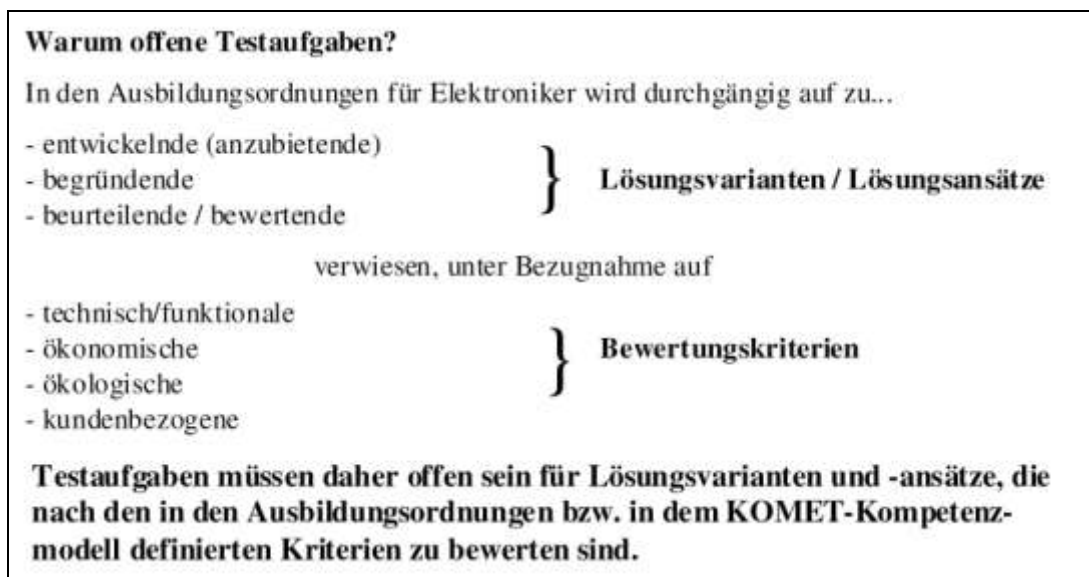 Warum offene Testaufgaben?
In den Ausbildungsordnungen für Elektroniker wird durchgängig auf zu...
- entwickelnde (anzubietende)
- begründende
- beurteilende / bewertende
} Lösungsvarianten / Lösungsansätze
verwiesen, unter Bezugnahme auf
- technisch/funktionale
- ökonomische
- ökologische
- kundenbezogene
} Bewertungskriterien
Testaufgaben müssen daher offen sein für Lösungsvarianten und -ansätze, die
nach den in den Ausbildungsordnungen bzw. in dem KOMET-Kompetenz-
modell definierten Kriterien zu bewerten sind.